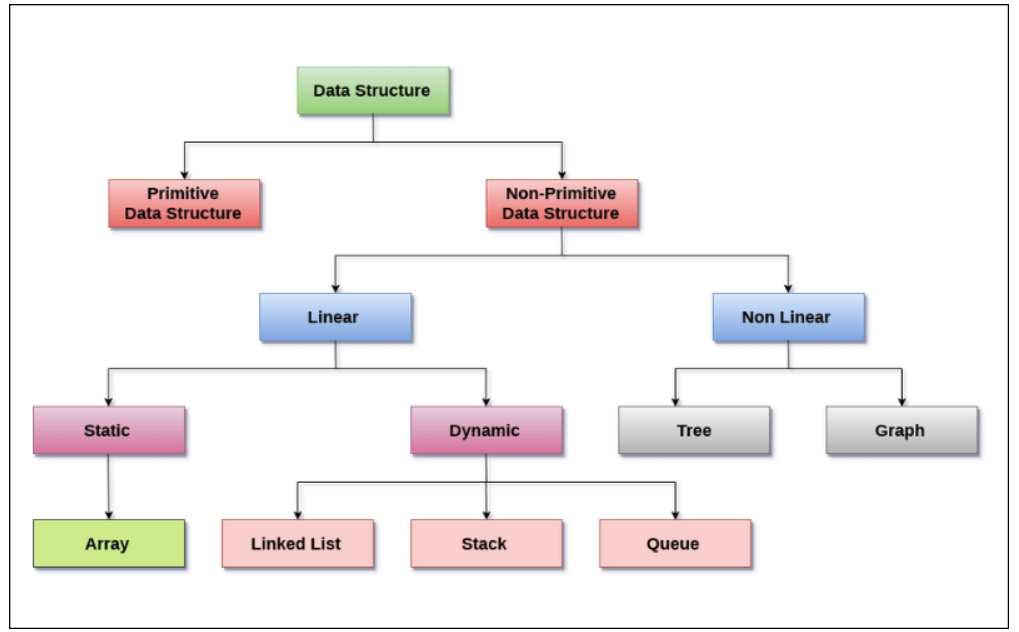 Data Structure
Primitive
Data Structure
Non-Primitive
Data Structure
Linear
Non Linear
Static
Dynamic
Tree
Graph
Array
Linked List
Stack
Queue